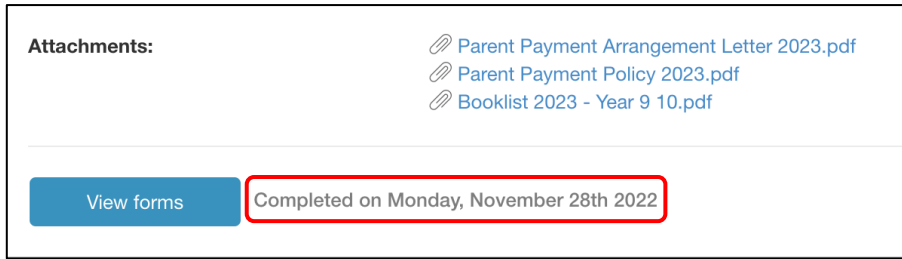 Attachments:
Parent Payment Arrangement Letter 2023.pdf
Parent Payment Policy 2023.pdf
Booklist 2023 - Year 9 10.pdf
View forms
Completed on Monday, November 28th 2022